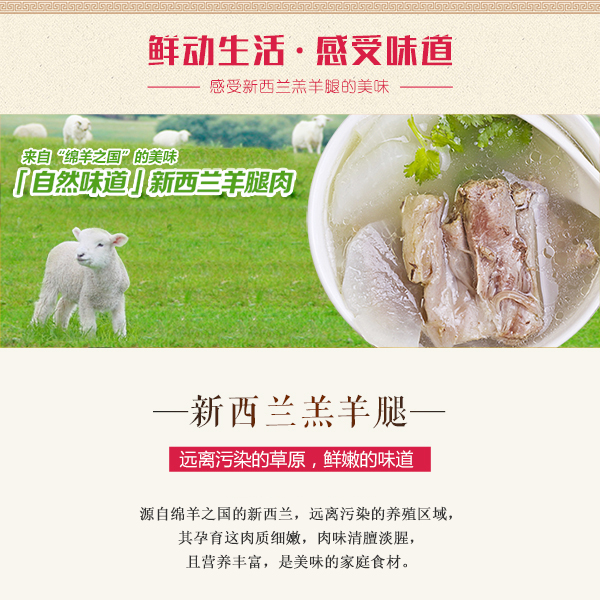 鲜动生活·感受味道
感受新西兰羔羊腿的美味
来自“绵羊之国”的美味
「自然味道」新西兰羊腿肉
新西兰羔羊腿
远离污染的草原，鲜嫩的味道
源自绵羊之国的新西兰，远离污染的养殖区域，
其孕育这肉质细嫩，肉味清膻淡腥，
且营养丰富，是美味的家庭食材。